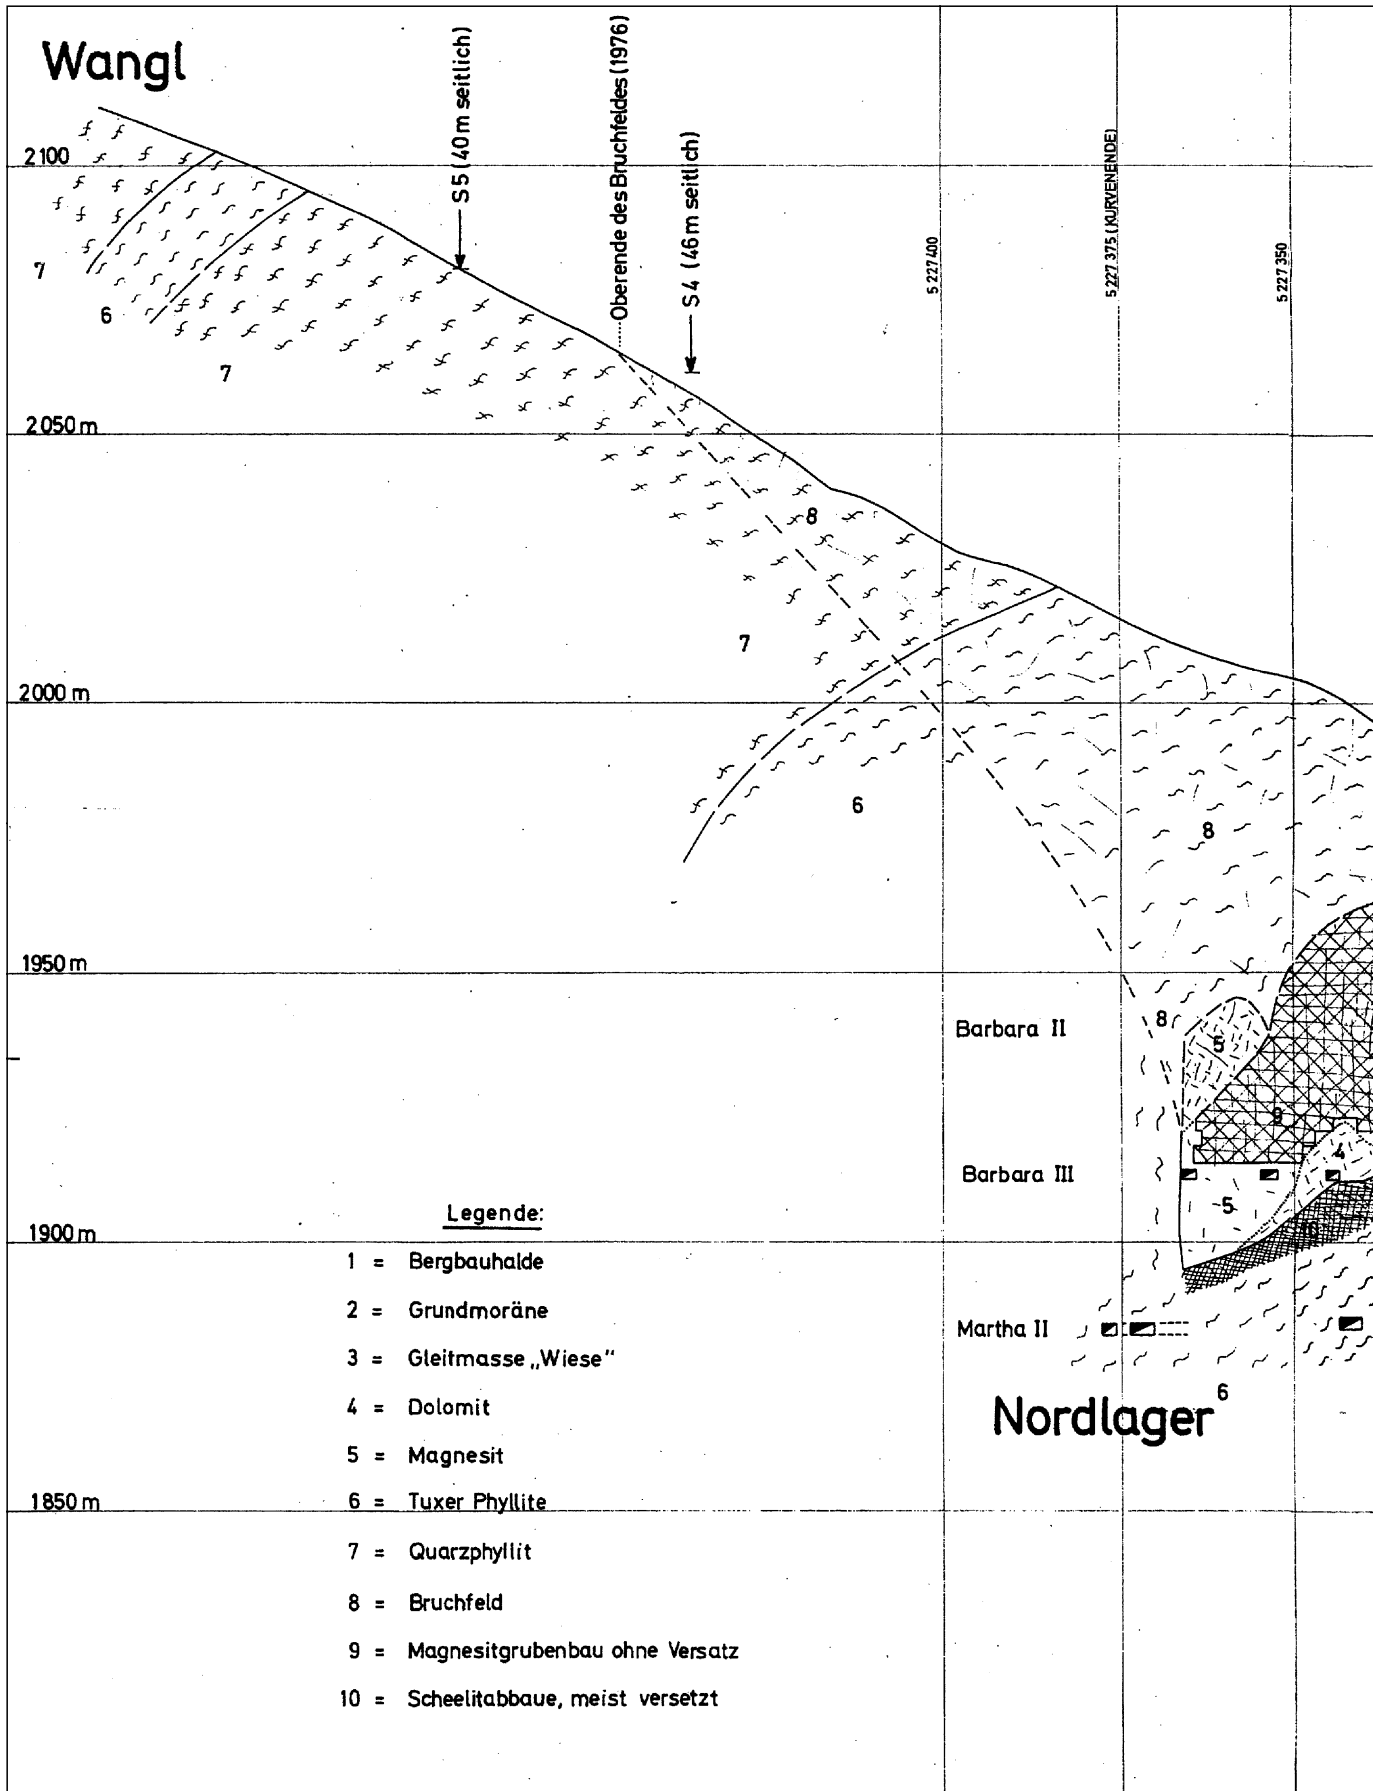 Wangl
S5 (40m seitlich)
Oberende des Bruchfeldes (1976)
S4 (46m seitlich)
5 227 400
5 227 375 (KURVENENDE)
5 227 350
2100
7
6
7
2050 m
8
7
2000 m
6
8
1950 m
8
Barbara II
5
9
4
Barbara III
5
10
1900 m
Martha II
6
Nordlager
Legende:
1 = Bergbauhalde
2 = Grundmoräne
3 = Gleitmasse „Wiese"
4 = Dolomit
5 = Magnesit
1850 m
6 = Tuxer Phyllite
7 = Quarzphyllit
8 = Bruchfeld
9 = Magnesitgrubenbau ohne Versatz
10 = Scheelitabbaue, meist versetzt